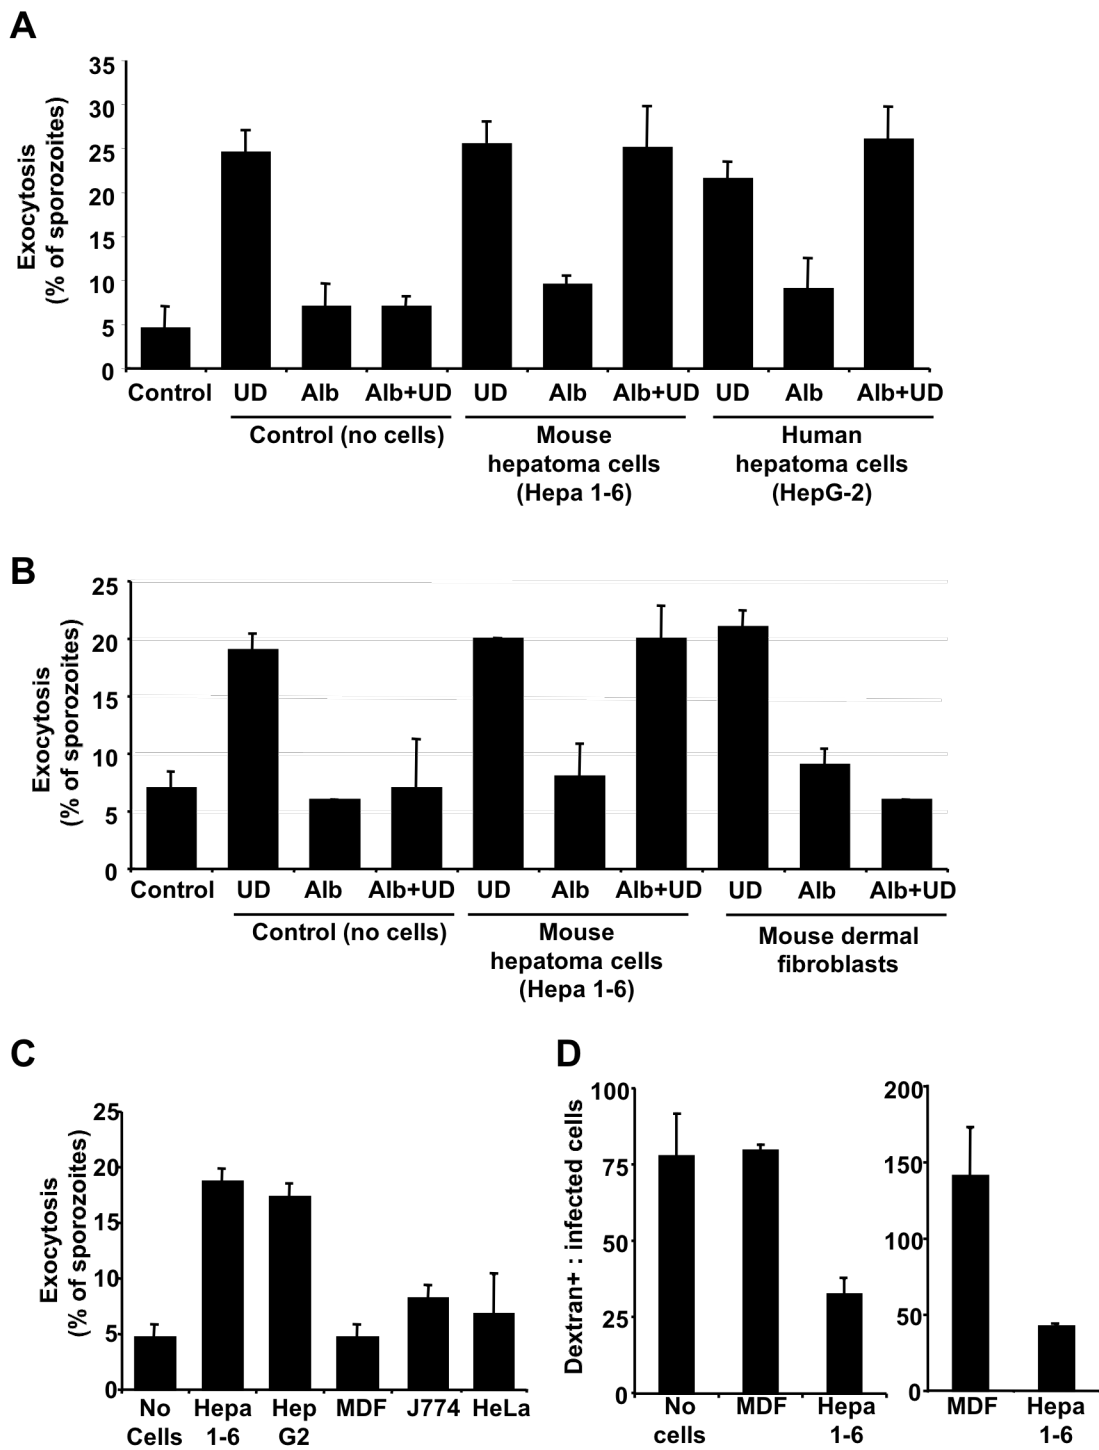 A
Exocytosis
(% of sporozoites)
35
30
25
20
15
10
5
0
Control UD Alb Alb+UD UD Alb Alb+UD UD Alb Alb+UD
Control (no cells)
Mouse
hepatoma cells
(Hepa 1-6)
Human
hepatoma cells
(HepG-2)
B
Exocytosis
(% of sporozoites)
25
20
15
10
5
0
Control UD Alb Alb+UD UD Alb Alb+UD UD Alb Alb+UD
Control (no cells)
Mouse
hepatoma cells
(Hepa 1-6)
Mouse dermal
fibroblasts
C
Exocytosis
(% of sporozoites)
25
20
15
10
5
0
No
Cells
Hepa
1-6
Hep
G2
MDF
J774
HeLa
D
Dextran+ : infected cells
100
75
50
25
0
No
cells
MDF
Hepa
1-6
200
150
100
50
0
MDF
Hepa
1-6